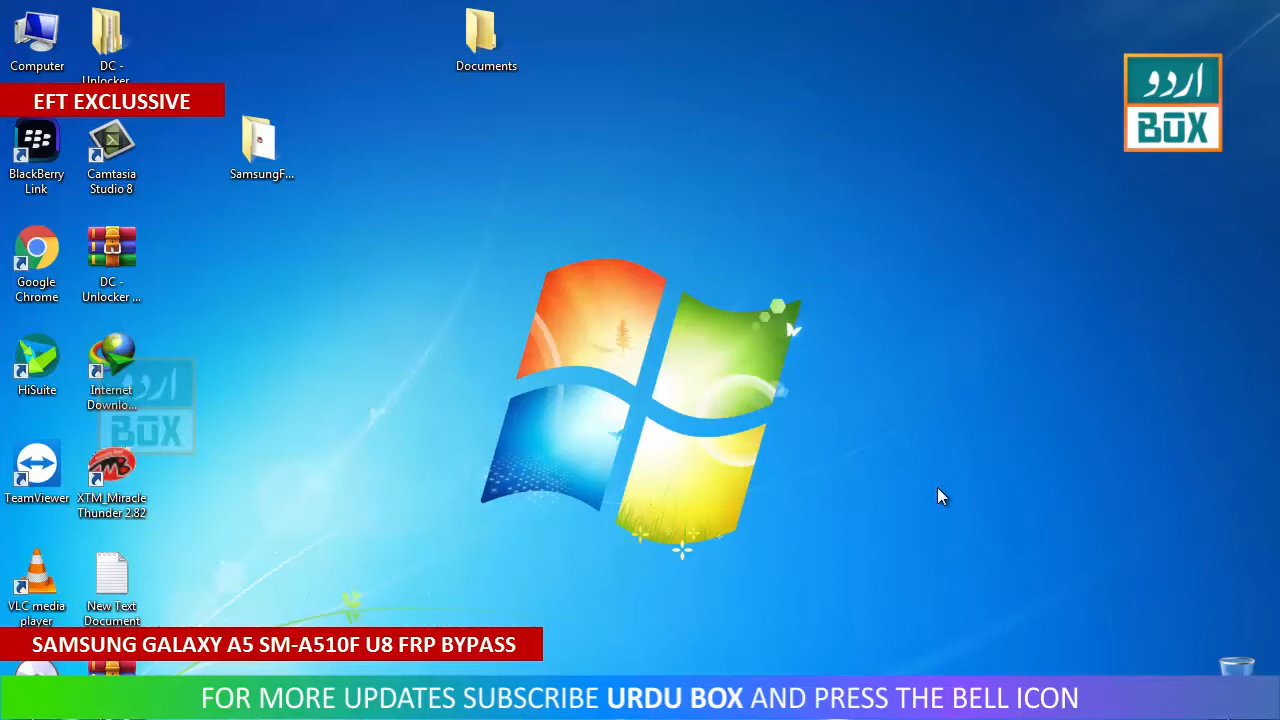 Computer
DC -
Unlocker
Documents
اردو
BOX
EFT EXCLUSSIVE
BlackBerry
Link
Camtasia
Studio 8
SamsungF...
Google
Chrome
DC -
Unlocker ...
HiSuite
Internet
Downlo...
اردو
BOX
TeamViewer
XTM_Miracle
Thunder 2.82
VLC media
player
New Text
Document
SAMSUNG GALAXY A5 SM-A510F U8 FRP BYPASS
FOR MORE UPDATES SUBSCRIBE URDU BOX AND PRESS THE BELL ICON